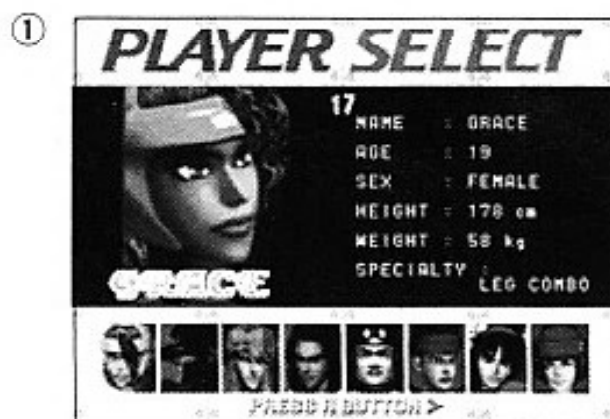 ①
PLAYER SELECT
17
NAME : GRACE
AGE : 19
SEX : FEMALE
HEIGHT : 178 cm
WEIGHT : 58 kg
SPECIALTY :
LEG COMBO
GRACE
PRESS A BUTTON >